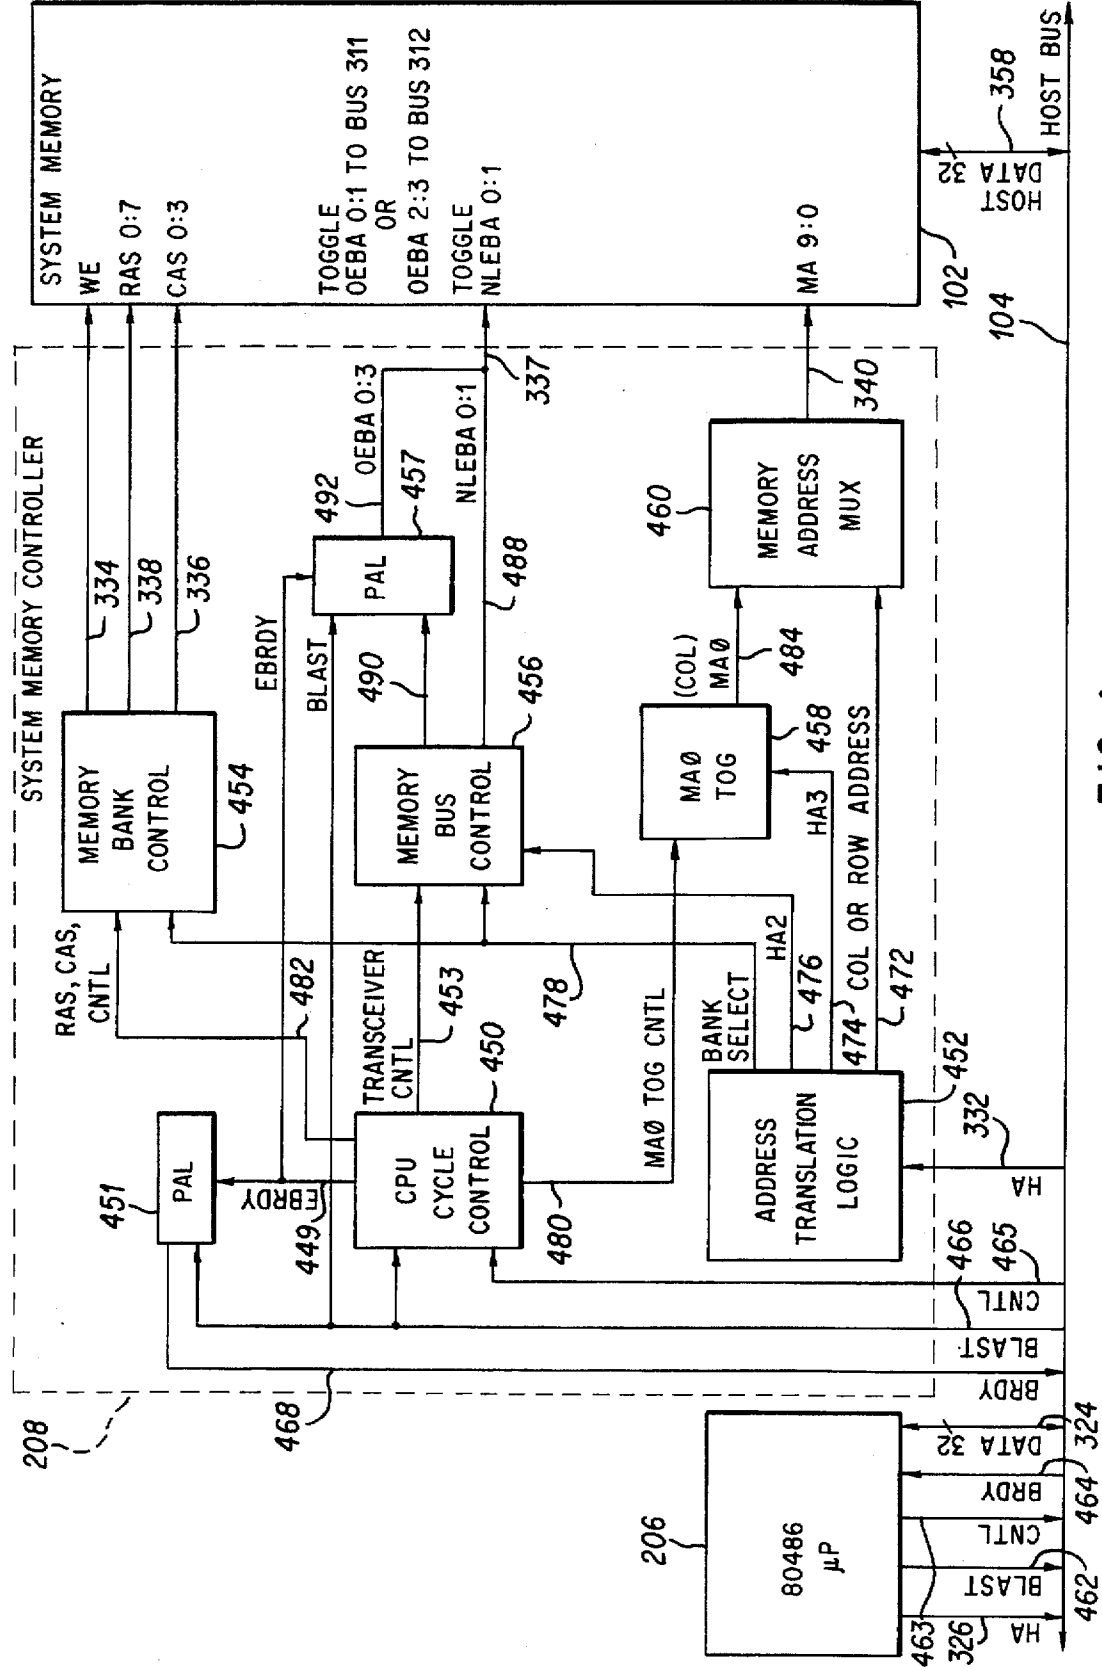 SYSTEM MEMORY
WE
RAS 0:7
CAS 0:3
TOGGLE
OEBA 0:1 TO BUS 311
OR
OEBA 2:3 TO BUS 312
TOGGLE
NLEBA 0:1
MA 9:0
102
HOST
DATA 32
358
HOST BUS
104
SYSTEM MEMORY CONTROLLER
334
338
336
MEMORY
BANK
CONTROL
454
RAS, CAS,
CNTL
482
EBRDY
BLAST
PAL
492
457
OEBA 0:3
NLEBA 0:1
337
488
490
MEMORY
BUS
CONTROL
456
TRANSCEIVER
CNTL
453
478
451
PAL
EBRDY
449
CPU
CYCLE
CONTROL
450
480
MAØ TOG CNTL
MAØ
TOG
458
(COL)
MAØ
484
460
MEMORY
ADDRESS
MUX
340
HA3
HA2
BANK
SELECT
476
474
COL OR ROW ADDRESS
472
ADDRESS
TRANSLATION
LOGIC
452
332
HA
465
CNTL
466
BLAST
BRDY
468
208
206
80486
µP
324
DATA 32
464
BRDY
CNTL
463
BLAST
462
HA
326